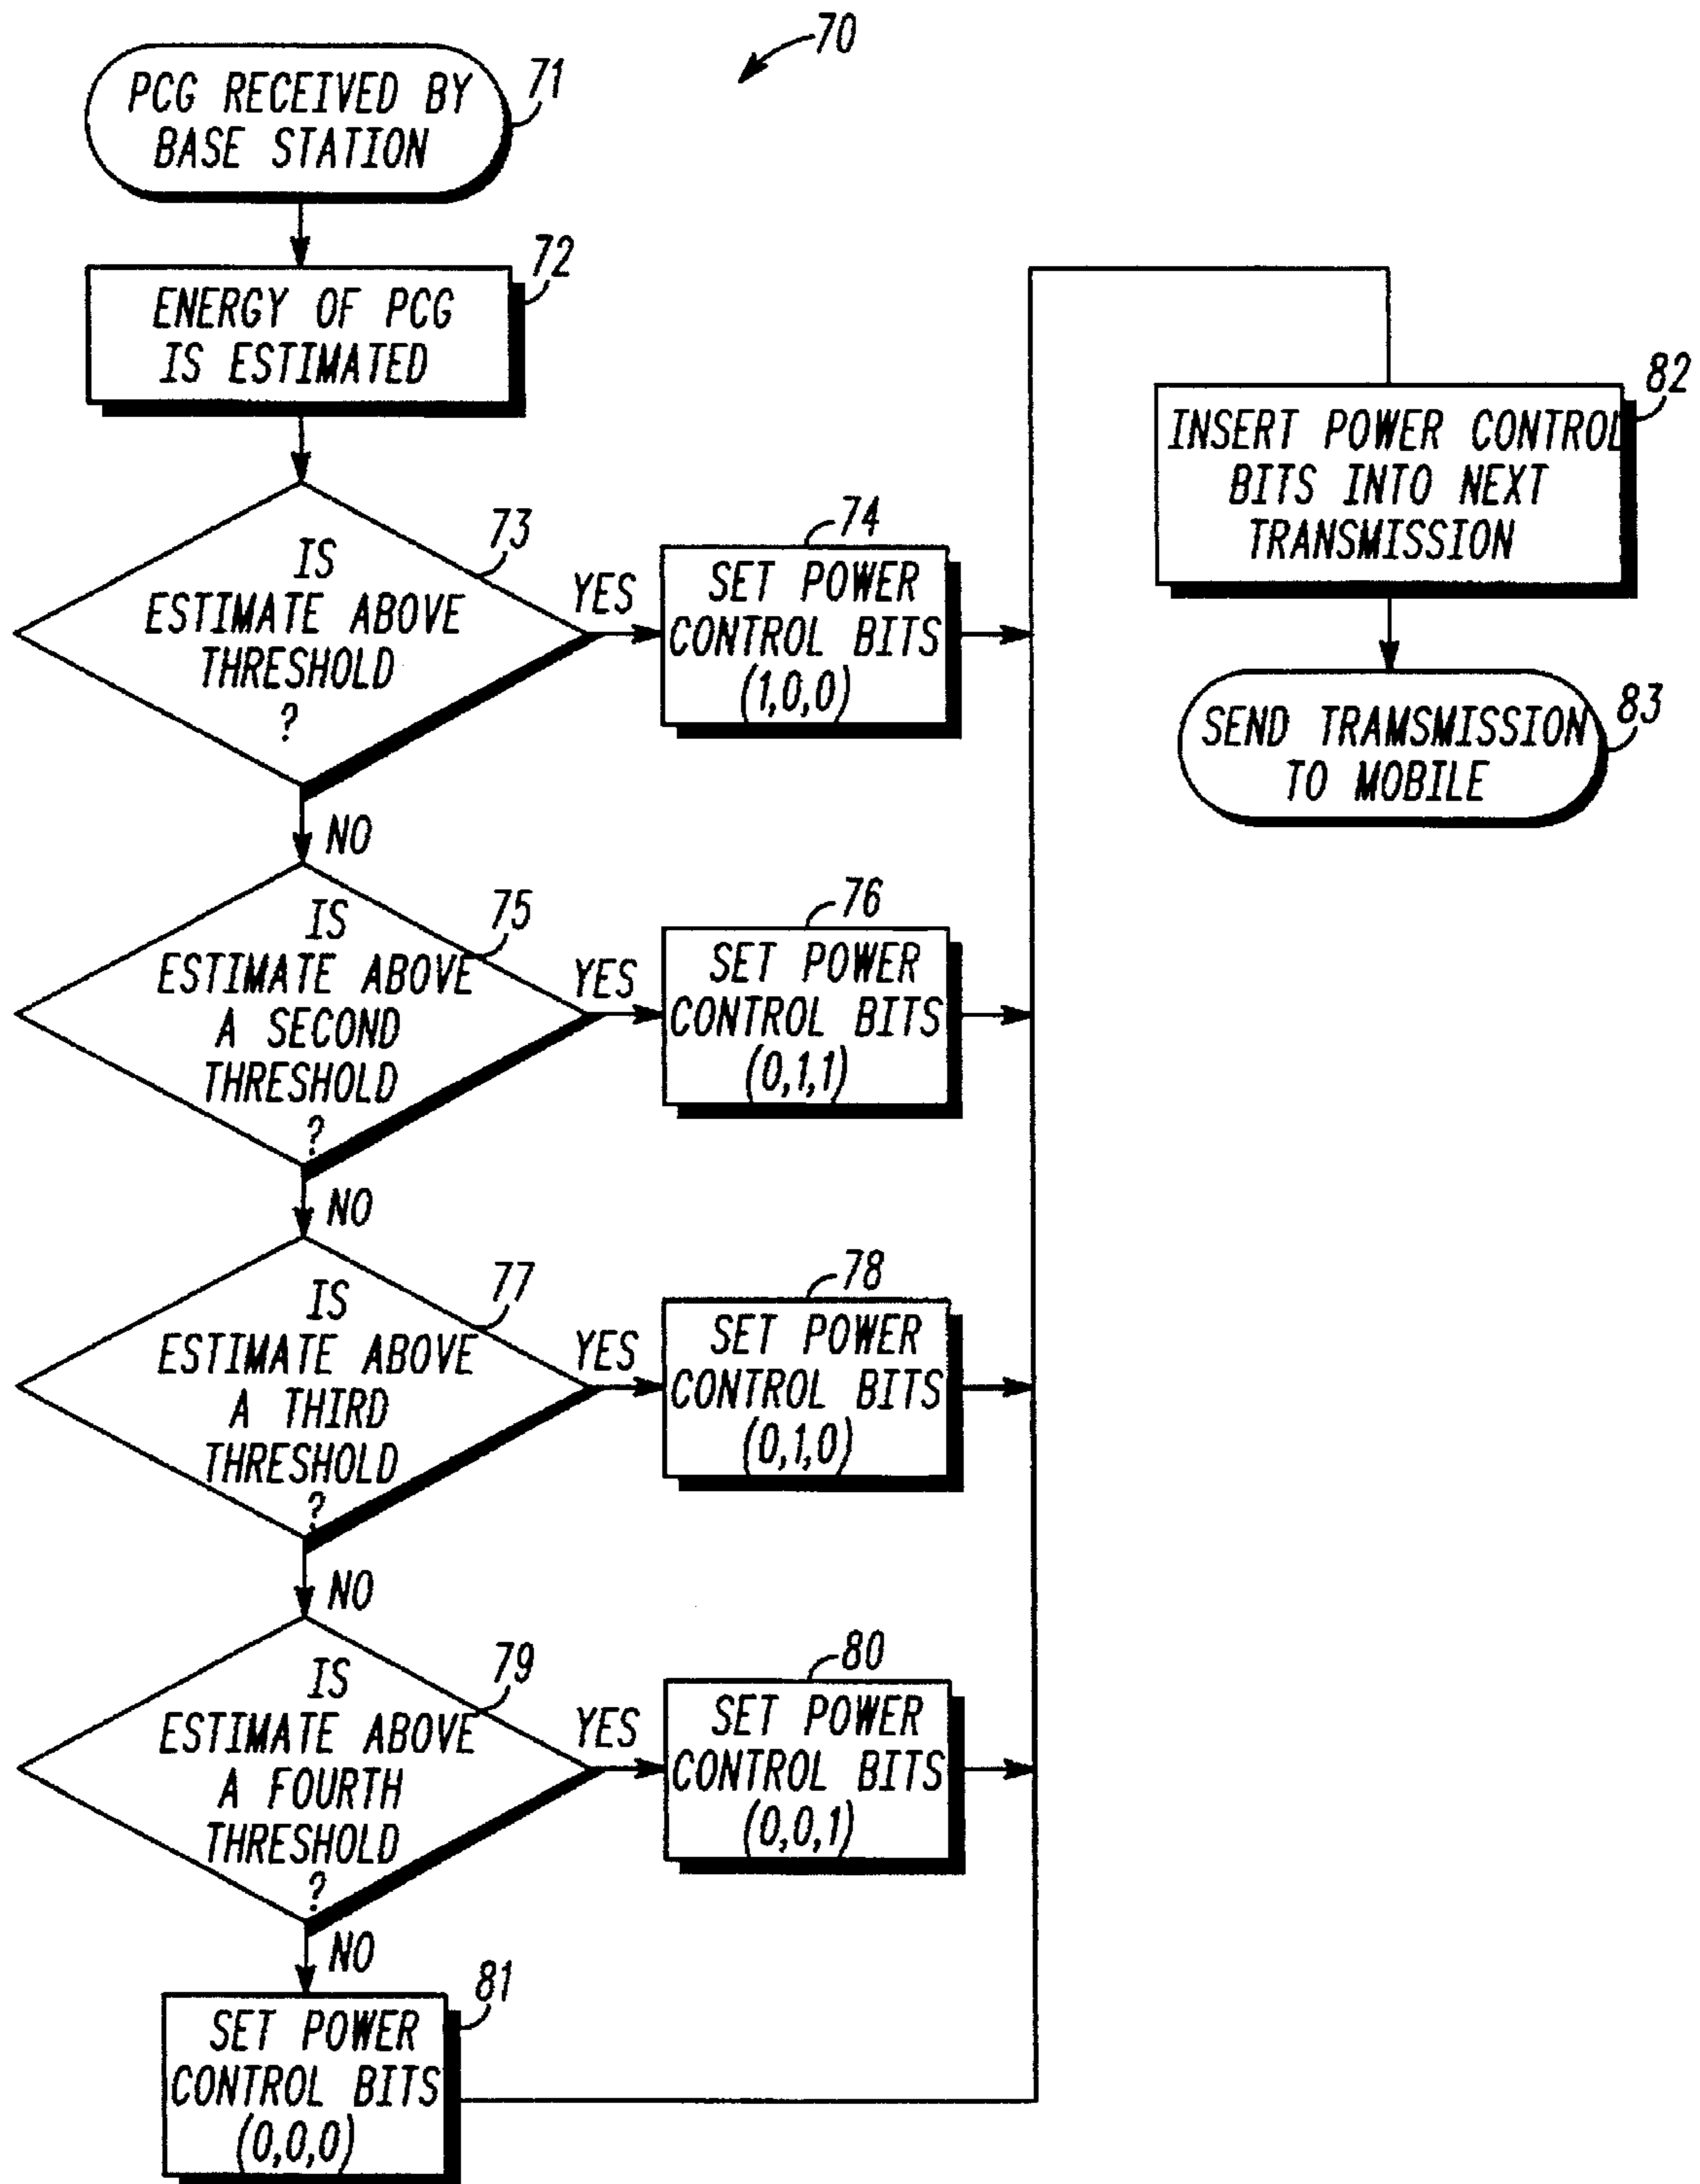 70
PCG RECEIVED BY
BASE STATION
71
ENERGY OF PCG
IS ESTIMATED
72
IS
ESTIMATE ABOVE
THRESHOLD
?
73
YES
NO
74
SET POWER
CONTROL BITS
(1,0,0)
IS
ESTIMATE ABOVE
A SECOND
THRESHOLD
?
75
YES
NO
76
SET POWER
CONTROL BITS
(0,1,1)
IS
ESTIMATE ABOVE
A THIRD
THRESHOLD
?
77
YES
NO
78
SET POWER
CONTROL BITS
(0,1,0)
IS
ESTIMATE ABOVE
A FOURTH
THRESHOLD
?
79
YES
NO
80
SET POWER
CONTROL BITS
(0,0,1)
81
SET POWER
CONTROL BITS
(0,0,0)
82
INSERT POWER CONTROL
BITS INTO NEXT
TRANSMISSION
83
SEND TRAMSMISSION
TO MOBILE